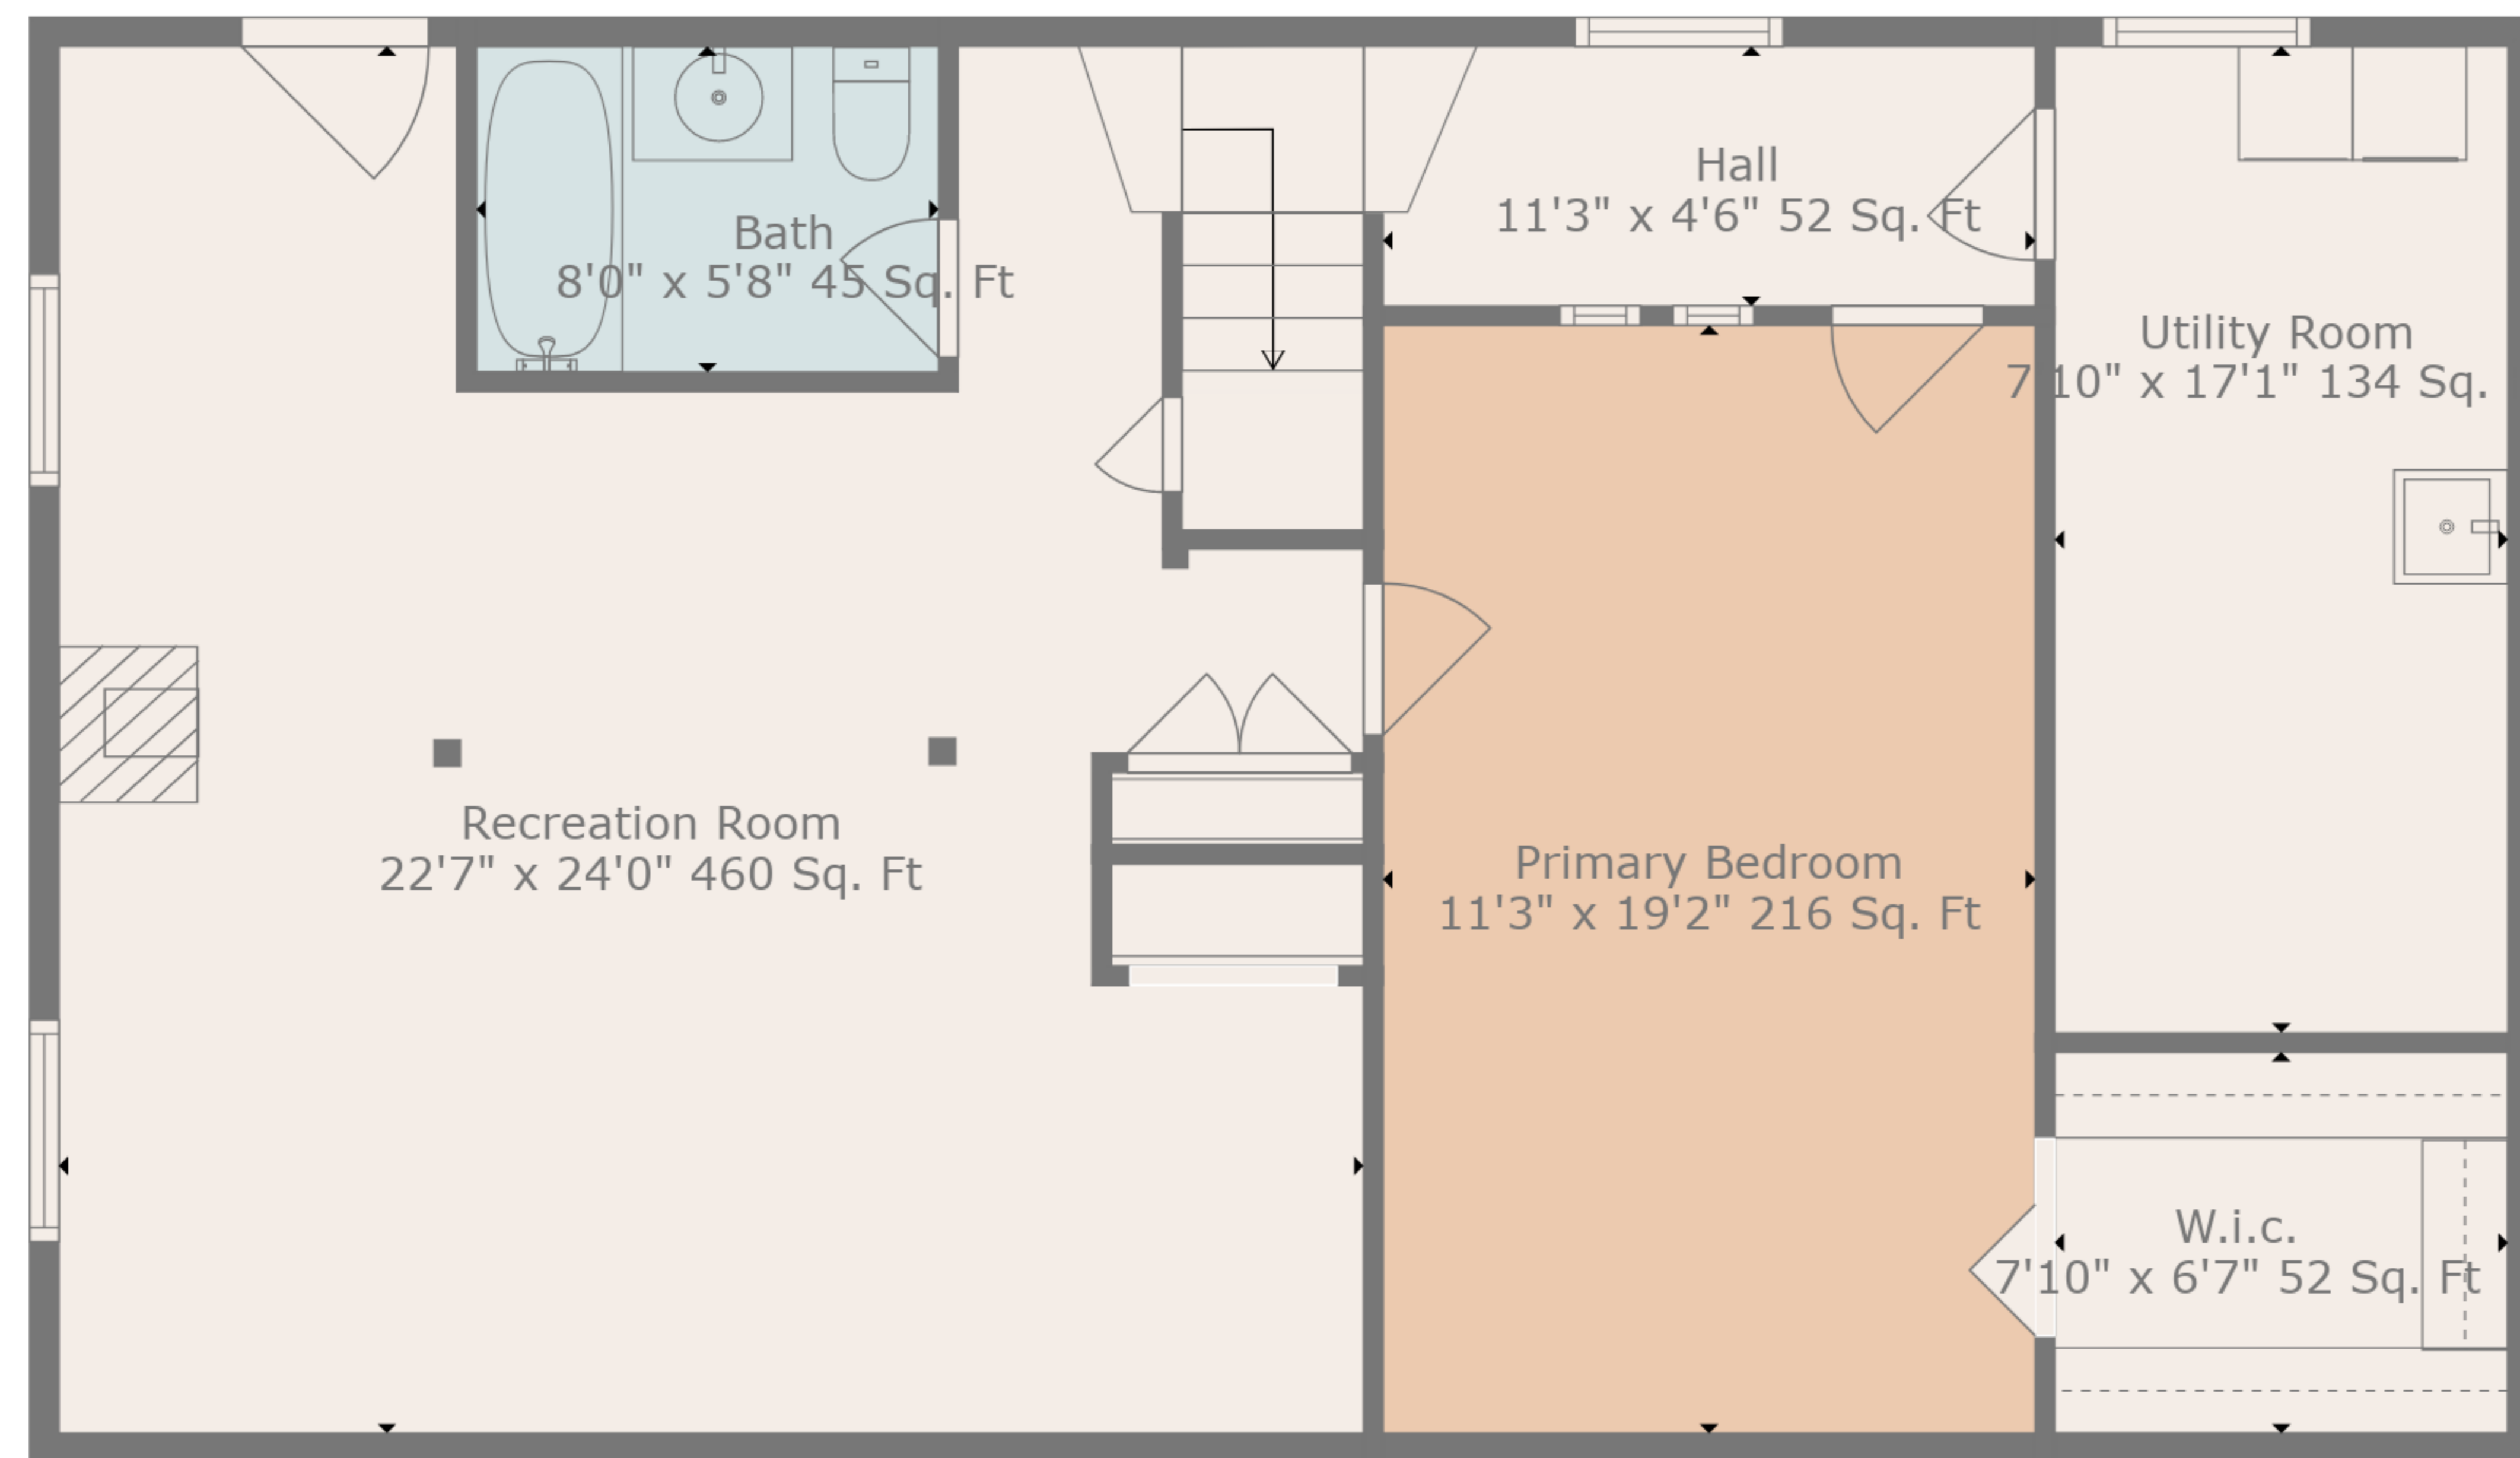 Hall
11'3" x 4'6" 52 Sq. Ft
Bath
8'0" x 5'8" 45 Sq. Ft
Utility Room
7'10" x 17'1" 134 Sq.
Recreation Room
22'7" x 24'0" 460 Sq. Ft
Primary Bedroom
11'3" x 19'2" 216 Sq. Ft
W.i.c.
7'10" x 6'7" 52 Sq. Ft